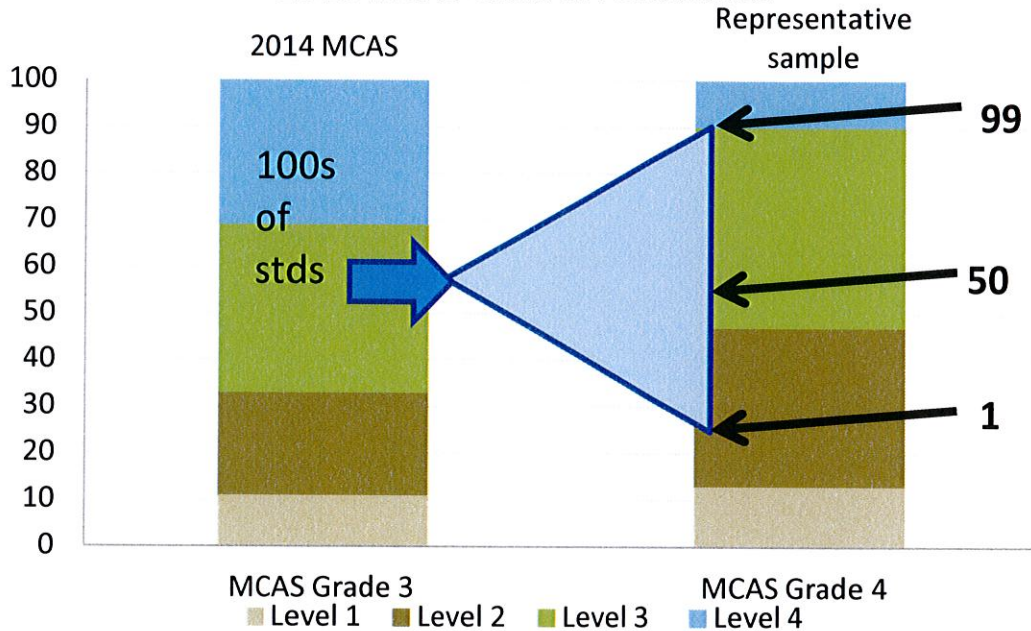 2014 MCAS
Representative
sample
100
90
80
70
60
50
40
30
20
10
0
100s
of
stds
99
50
1
MCAS Grade 3
MCAS Grade 4
Level 1
Level 2
Level 3
Level 4